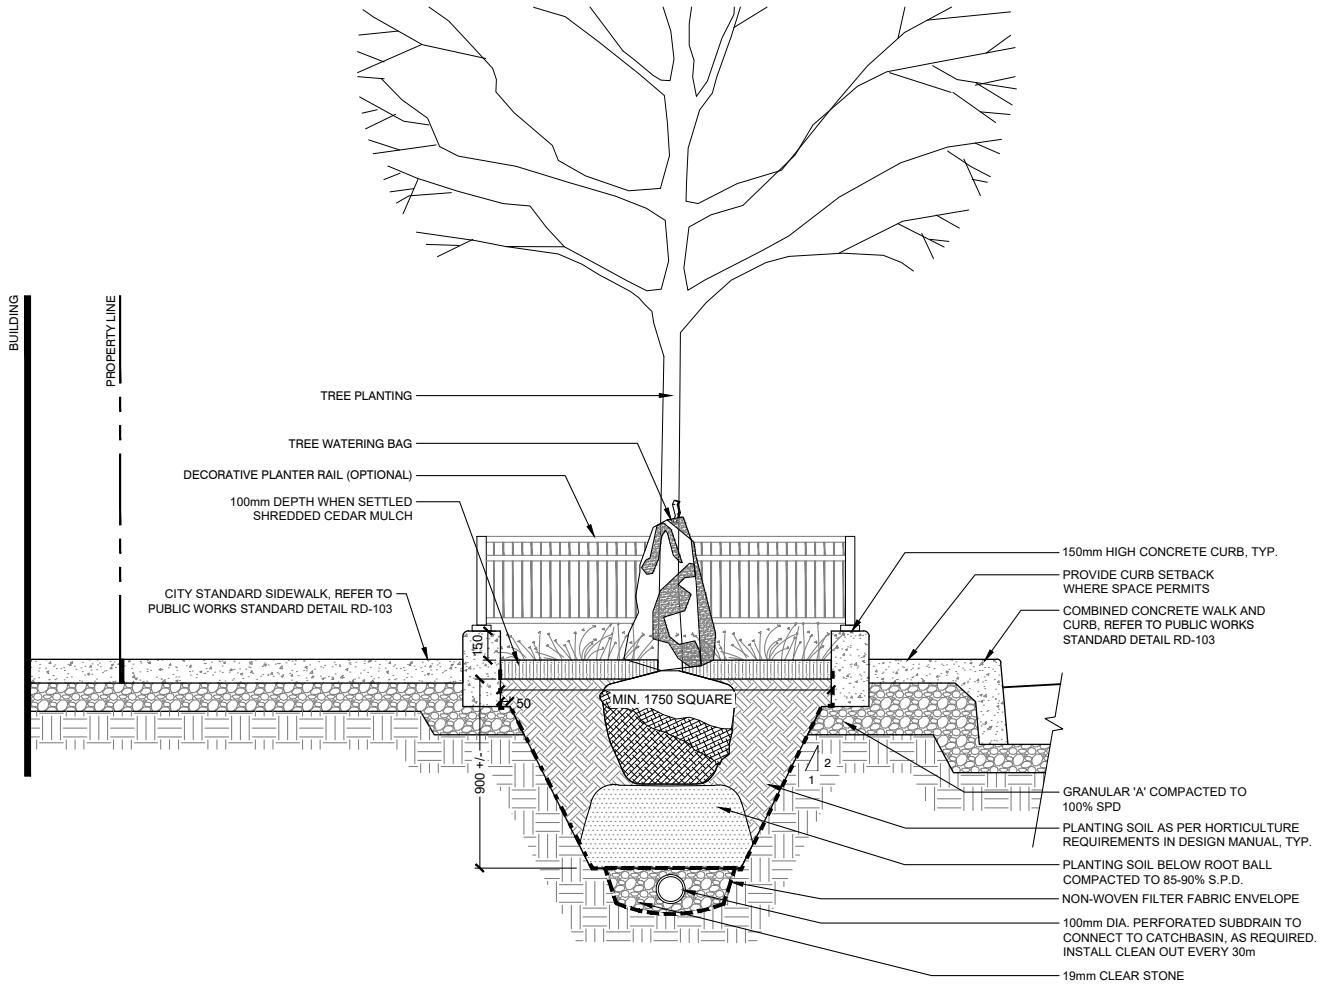 BUILDING
PROPERTY LINE
TREE PLANTING
TREE WATERING BAG
DECORATIVE PLANTER RAIL (OPTIONAL)
100mm DEPTH WHEN SETTLED
SHREDDED CEDAR MULCH
CITY STANDARD SIDEWALK, REFER TO
PUBLIC WORKS STANDARD DETAIL RD-103
150
50
MIN. 1750 SQUARE
900 +/-
2
1
150mm HIGH CONCRETE CURB, TYP.
PROVIDE CURB SETBACK
WHERE SPACE PERMITS
COMBINED CONCRETE WALK AND
CURB, REFER TO PUBLIC WORKS
STANDARD DETAIL RD-103
GRANULAR 'A' COMPACTED TO
100% SPD
PLANTING SOIL AS PER HORTICULTURE
REQUIREMENTS IN DESIGN MANUAL, TYP.
PLANTING SOIL BELOW ROOT BALL
COMPACTED TO 85-90% S.P.D.
NON-WOVEN FILTER FABRIC ENVELOPE
100mm DIA. PERFORATED SUBDRAIN TO
CONNECT TO CATCHBASIN, AS REQUIRED.
INSTALL CLEAN OUT EVERY 30m
19mm CLEAR STONE